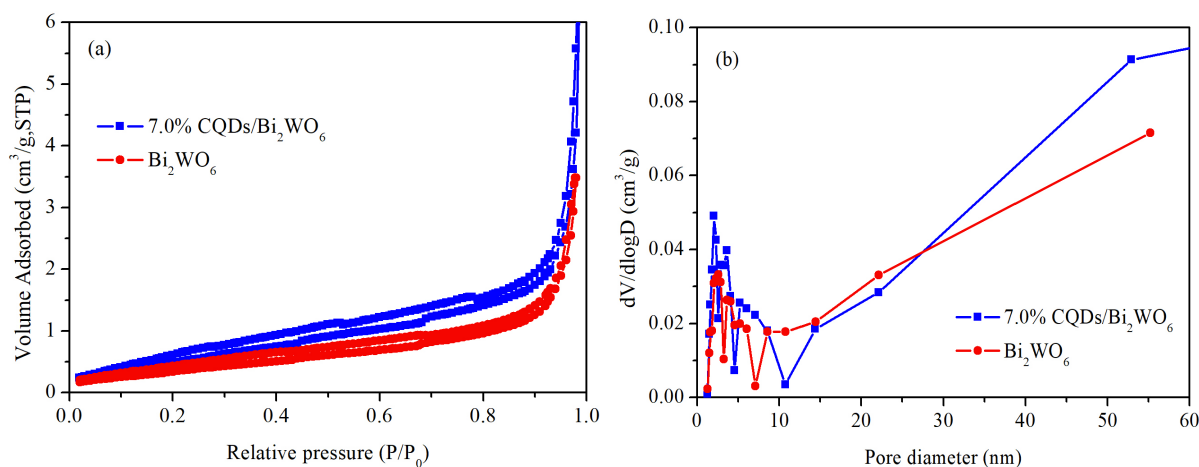 (a)
6
5
4
3
2
1
0
0.0 0.2 0.4 0.6 0.8 1.0
Volume Adsorbed (cm³/g,STP)
Relative pressure (P/P₀)
7.0% CQDs/Bi₂WO₆
Bi₂WO₆
(b)
0.10
0.08
0.06
0.04
0.02
0.00
0 10 20 30 40 50 60
dV/dlogD (cm³/g)
Pore diameter (nm)
7.0% CQDs/Bi₂WO₆
Bi₂WO₆